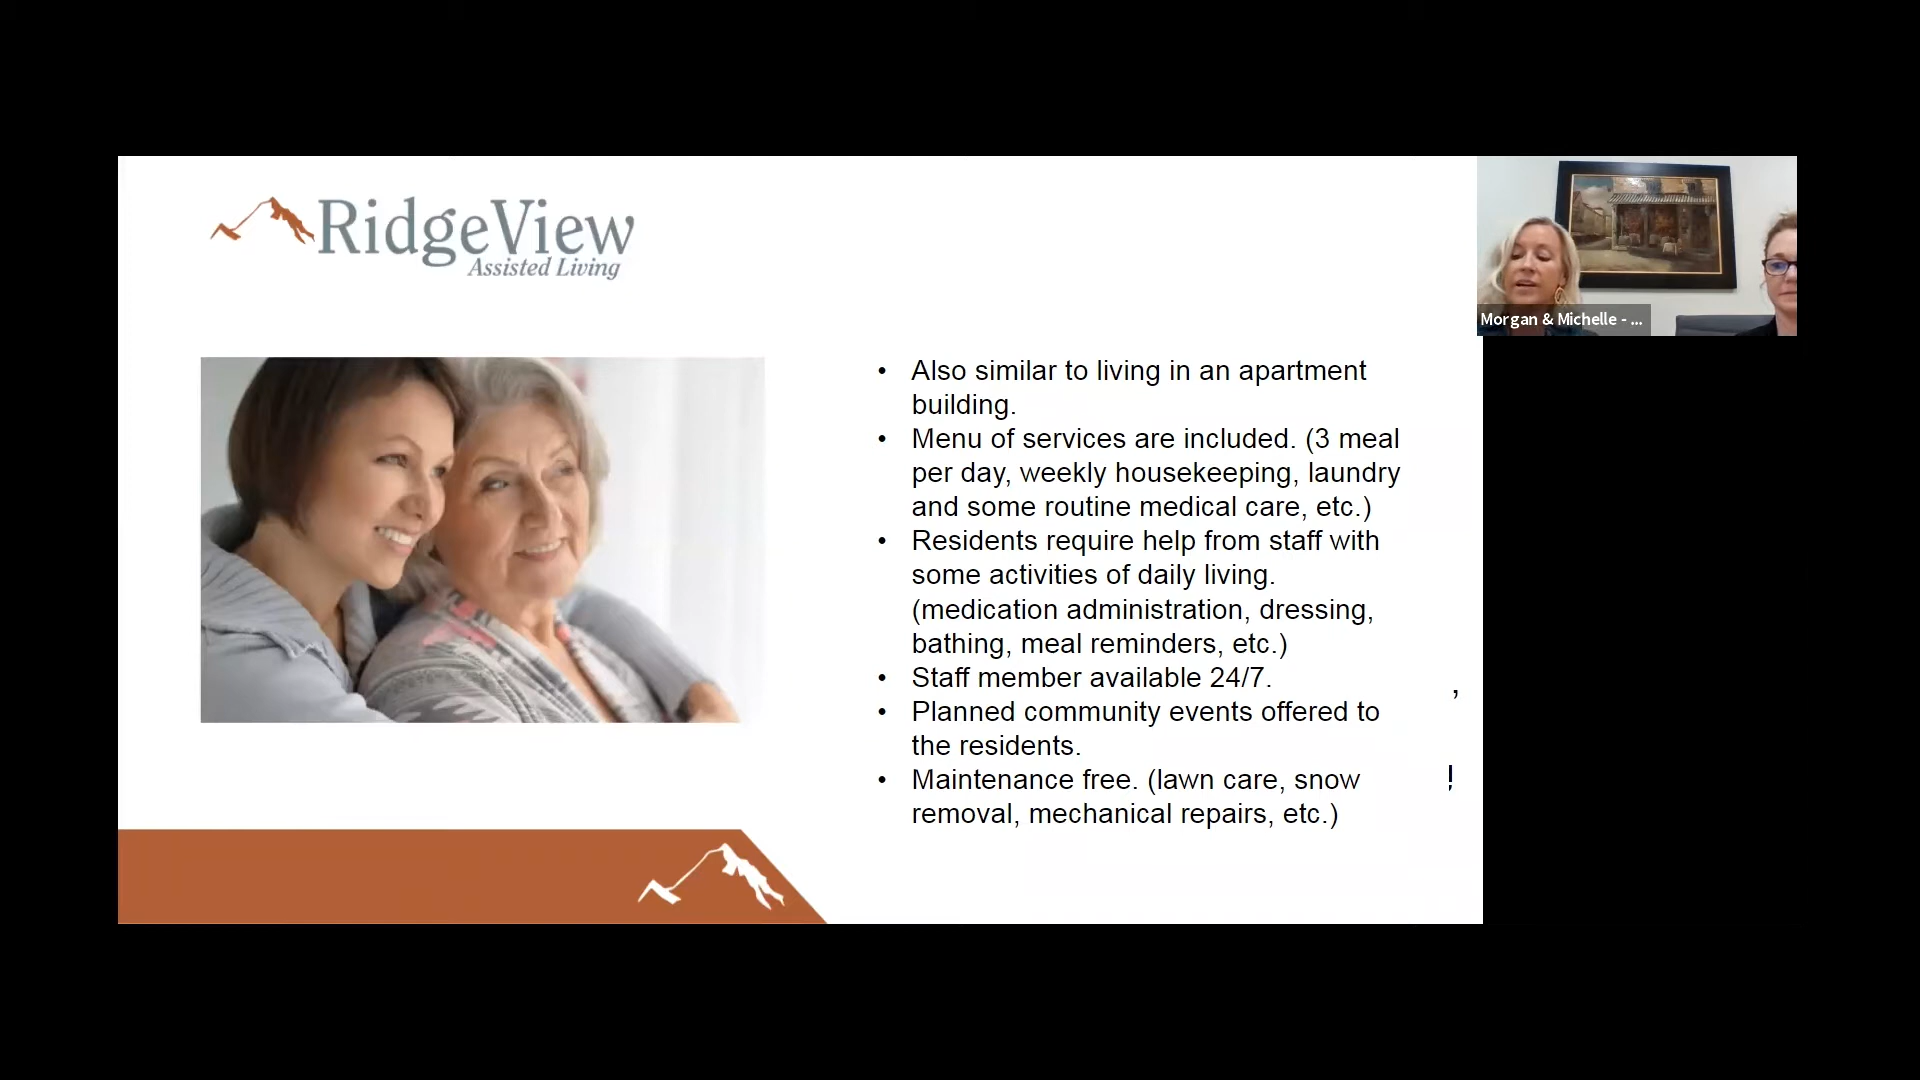 RidgeView
Assisted Living
Morgan & Michelle - ...
• Also similar to living in an apartment
building.
• Menu of services are included. (3 meal
per day, weekly housekeeping, laundry
and some routine medical care, etc.)
• Residents require help from staff with
some activities of daily living.
(medication administration, dressing,
bathing, meal reminders, etc.)
• Staff member available 24/7.
,
• Planned community events offered to
the residents.
• Maintenance free. (lawn care, snow
removal, mechanical repairs, etc.)